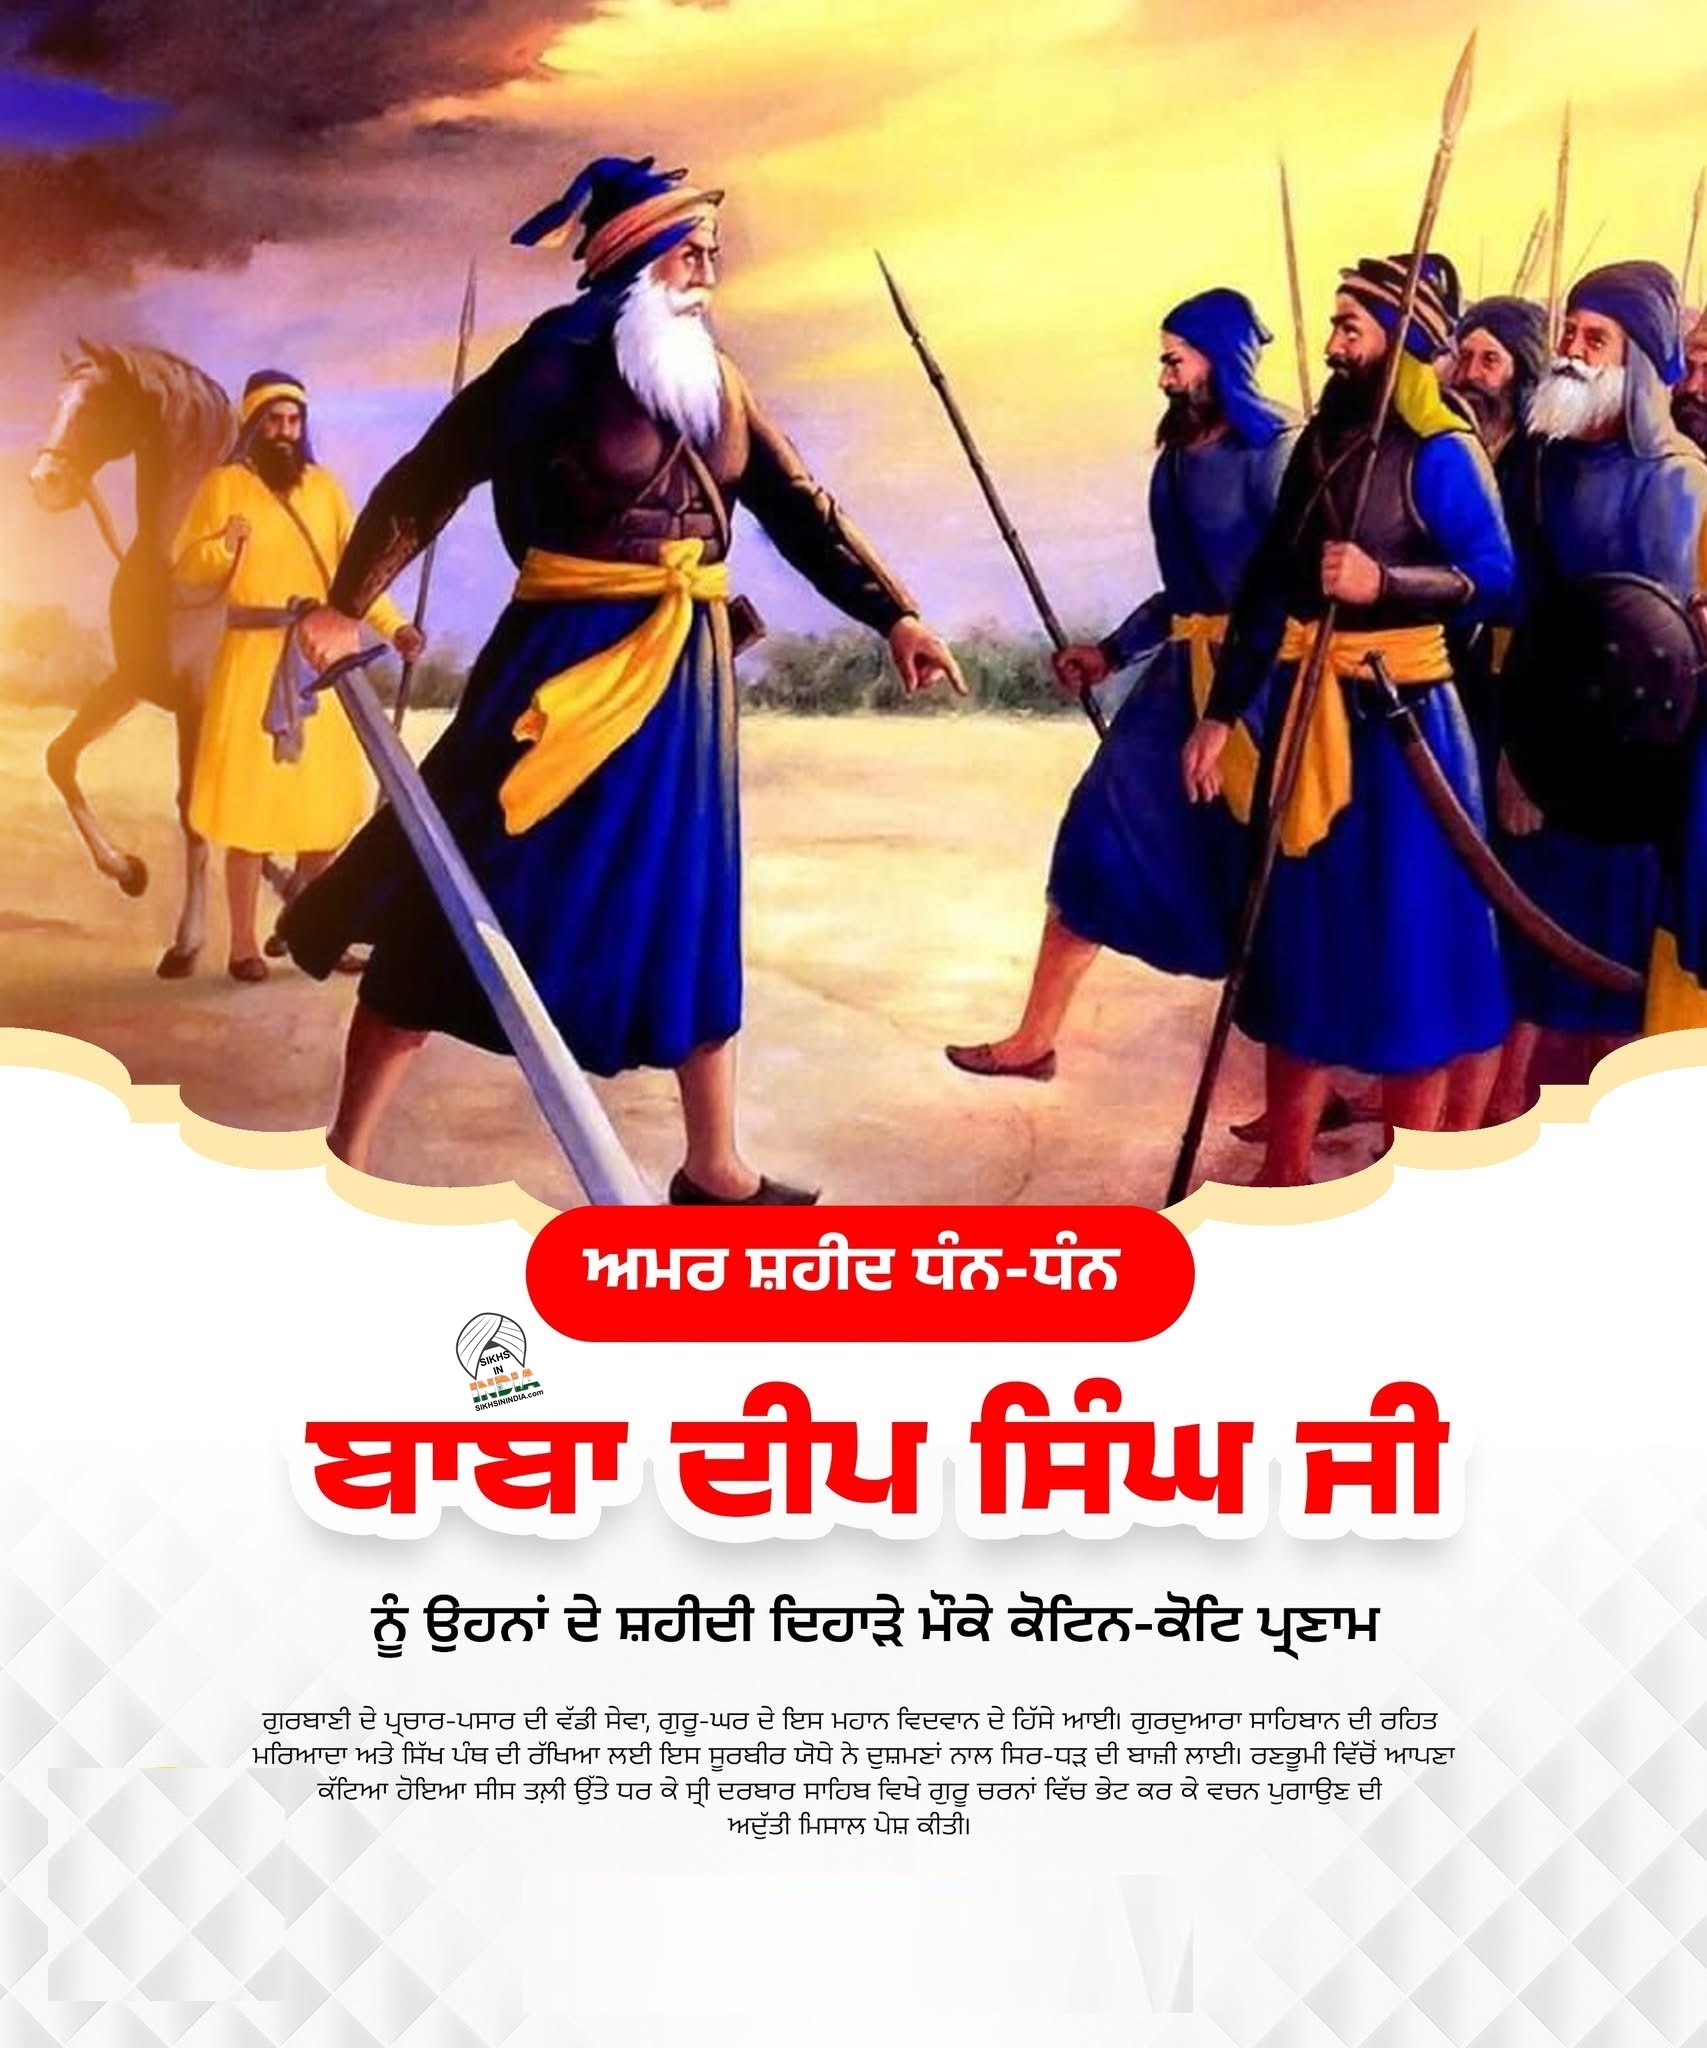 ਅਮਰ ਸ਼ਹੀਦ ਧੰਨ-ਧੰਨ
SIKHS
IN
INDIA
SIKHSININDIA.com
ਬਾਬਾ ਦੀਪ ਸਿੰਘ ਜੀ
ਨੂੰ ਉਹਨਾਂ ਦੇ ਸ਼ਹੀਦੀ ਦਿਹਾੜੇ ਮੌਕੇ ਕੋਟਿਨ-ਕੋਟਿ ਪ੍ਰਣਾਮ
ਗੁਰਬਾਣੀ ਦੇ ਪ੍ਰਚਾਰ-ਪਸਾਰ ਦੀ ਵੱਡੀ ਸੇਵਾ, ਗੁਰੂ-ਘਰ ਦੇ ਇਸ ਮਹਾਨ ਵਿਦਵਾਨ ਦੇ ਹਿੱਸੇ ਆਈ। ਗੁਰਦੁਆਰਾ ਸਾਹਿਬਾਨ ਦੀ ਰਹਿਤ
ਮਰਿਆਦਾ ਅਤੇ ਸਿੱਖ ਪੰਥ ਦੀ ਰੱਖਿਆ ਲਈ ਇਸ ਸੂਰਬੀਰ ਯੋਧੇ ਨੇ ਦੁਸ਼ਮਣਾਂ ਨਾਲ ਸਿਰ-ਧੜ ਦੀ ਬਾਜ਼ੀ ਲਾਈ। ਰਣਭੂਮੀ ਵਿੱਚੋਂ ਆਪਣਾ
ਕੱਟਿਆ ਹੋਇਆ ਸੀਸ ਤਲ਼ੀ ਉੱਤੇ ਧਰ ਕੇ ਸ੍ਰੀ ਦਰਬਾਰ ਸਾਹਿਬ ਵਿਖੇ ਗੁਰੂ ਚਰਨਾਂ ਵਿੱਚ ਭੇਟ ਕਰ ਕੇ ਵਚਨ ਪੁਗਾਉਣ ਦੀ
ਅਦੁੱਤੀ ਮਿਸਾਲ ਪੇਸ਼ ਕੀਤੀ।